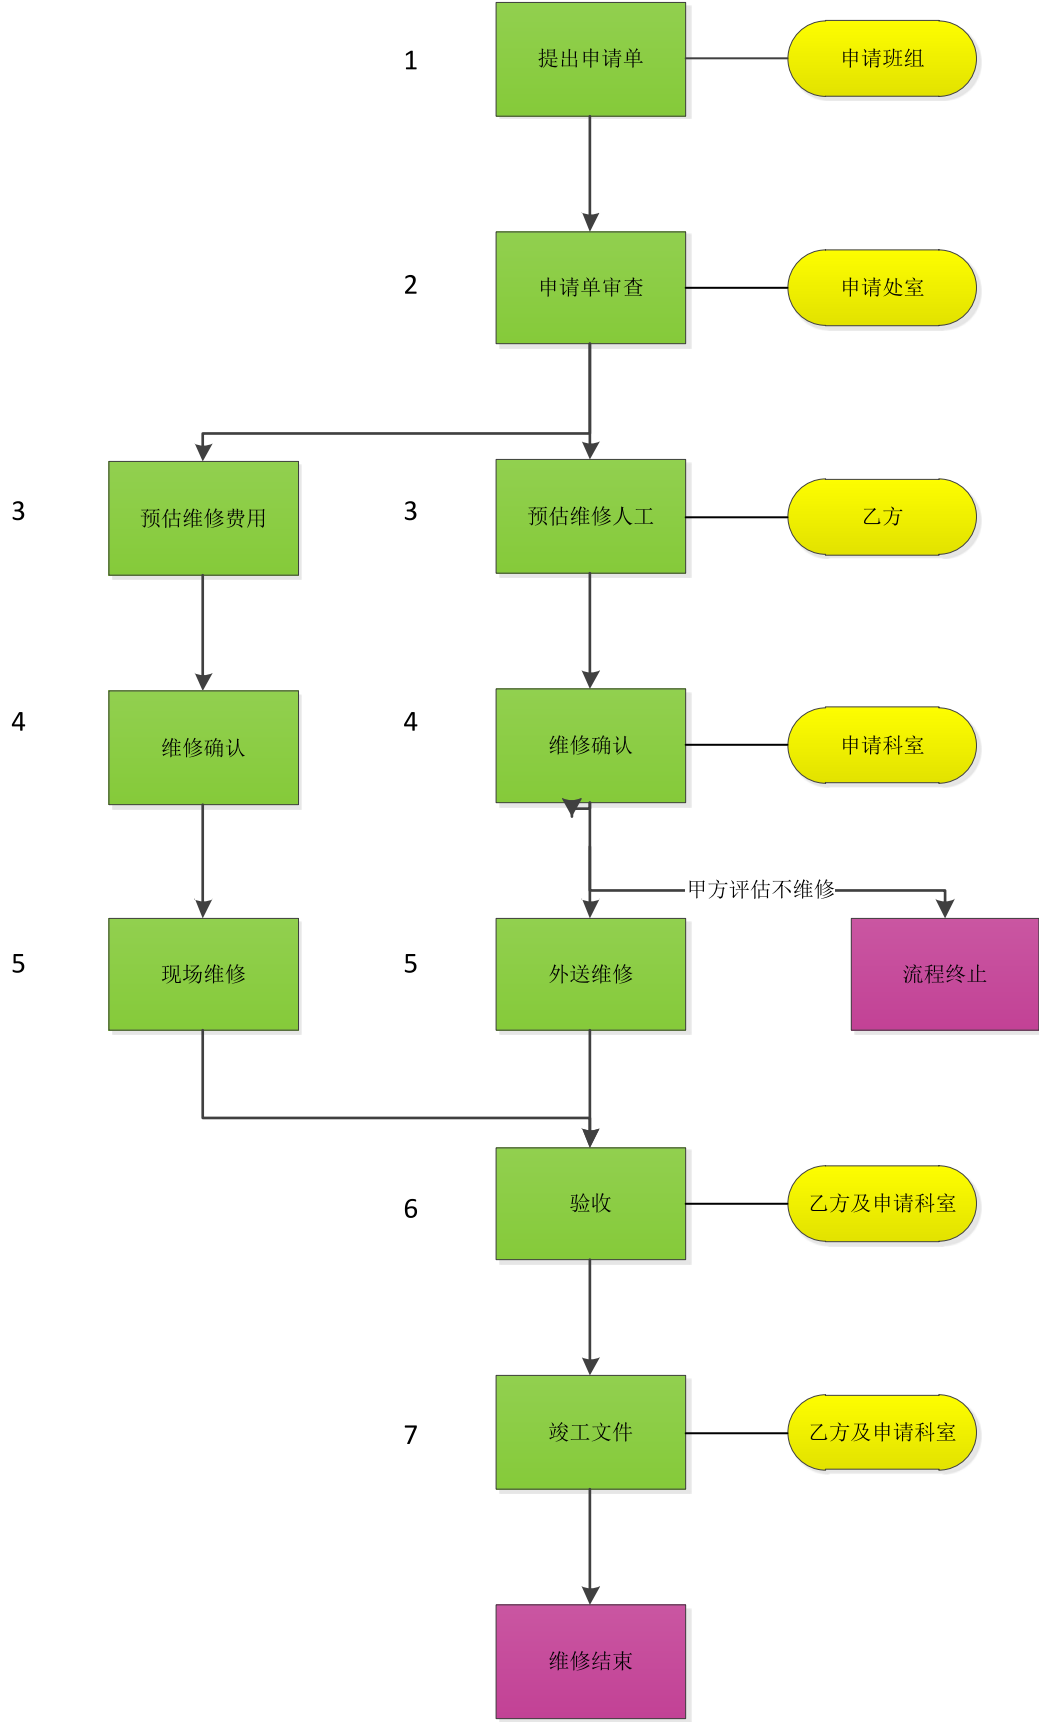 1
提出申请单
申请班组
2
申请单审查
申请处室
3
预估维修费用
3
预估维修人工
乙方
4
维修确认
4
维修确认
申请科室
甲方评估不维修
5
现场维修
5
外送维修
流程终止
6
验收
乙方及申请科室
7
竣工文件
乙方及申请科室
维修结束